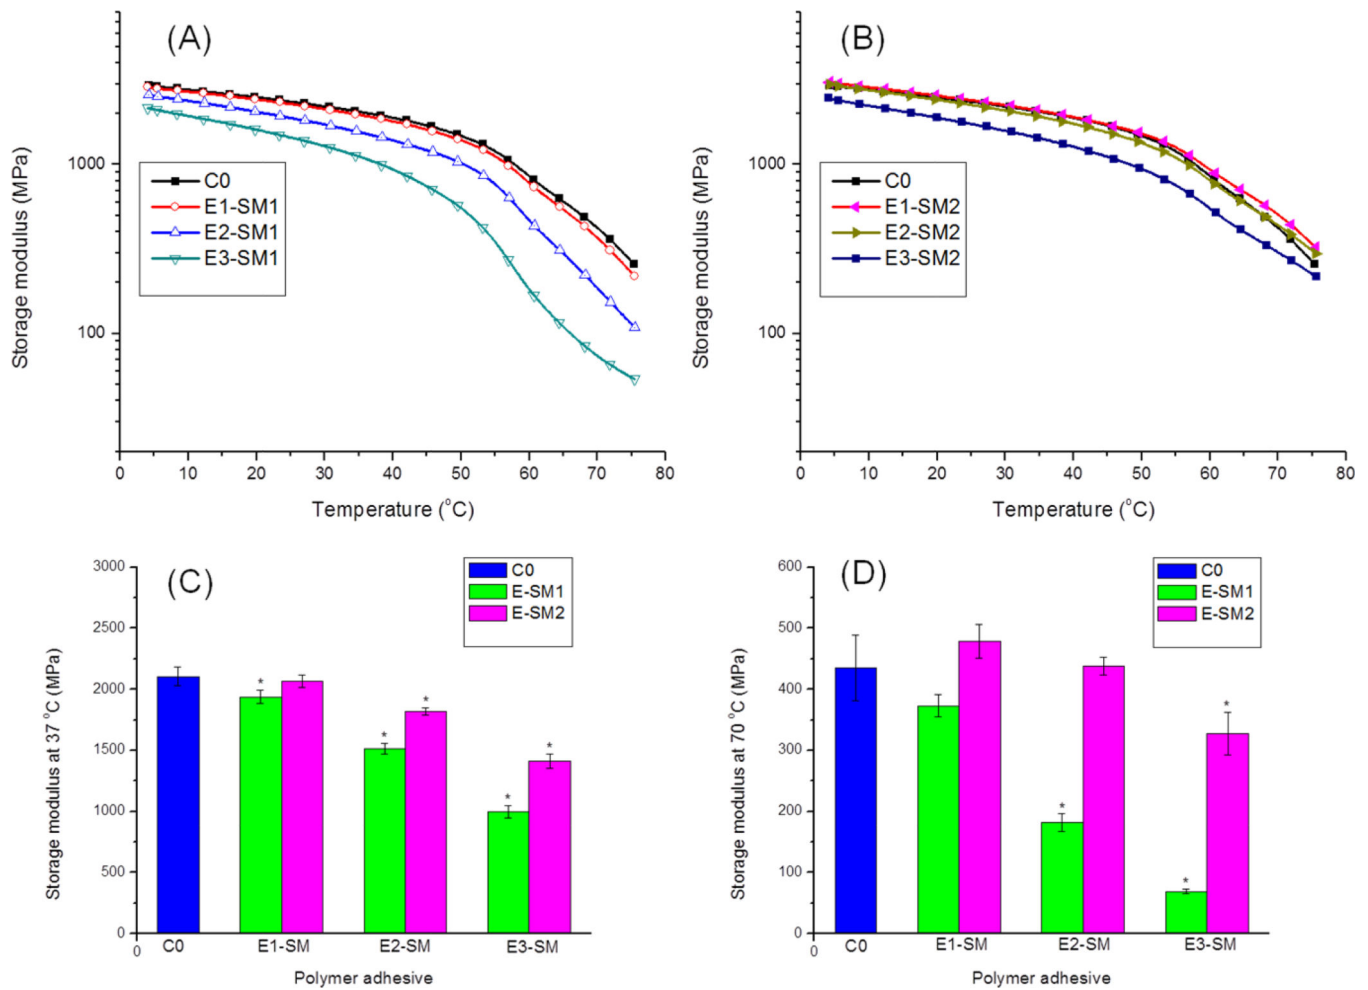 (A)
Storage modulus (MPa)
1000
100
C0
E1-SM1
E2-SM1
E3-SM1
0 10 20 30 40 50 60 70 80
Temperature (°C)
(B)
Storage modulus (MPa)
1000
100
C0
E1-SM2
E2-SM2
E3-SM2
0 10 20 30 40 50 60 70 80
Temperature (°C)
(C)
Storage modulus at 37 °C (MPa)
3000
2500
2000
1500
1000
500
0
C0
E-SM1
E-SM2
* * * * *
0 C0 E1-SM E2-SM E3-SM
Polymer adhesive
(D)
Storage modulus at 70 °C (MPa)
600
500
400
300
200
100
0
C0
E-SM1
E-SM2
* * *
0 C0 E1-SM E2-SM E3-SM
Polymer adhesive